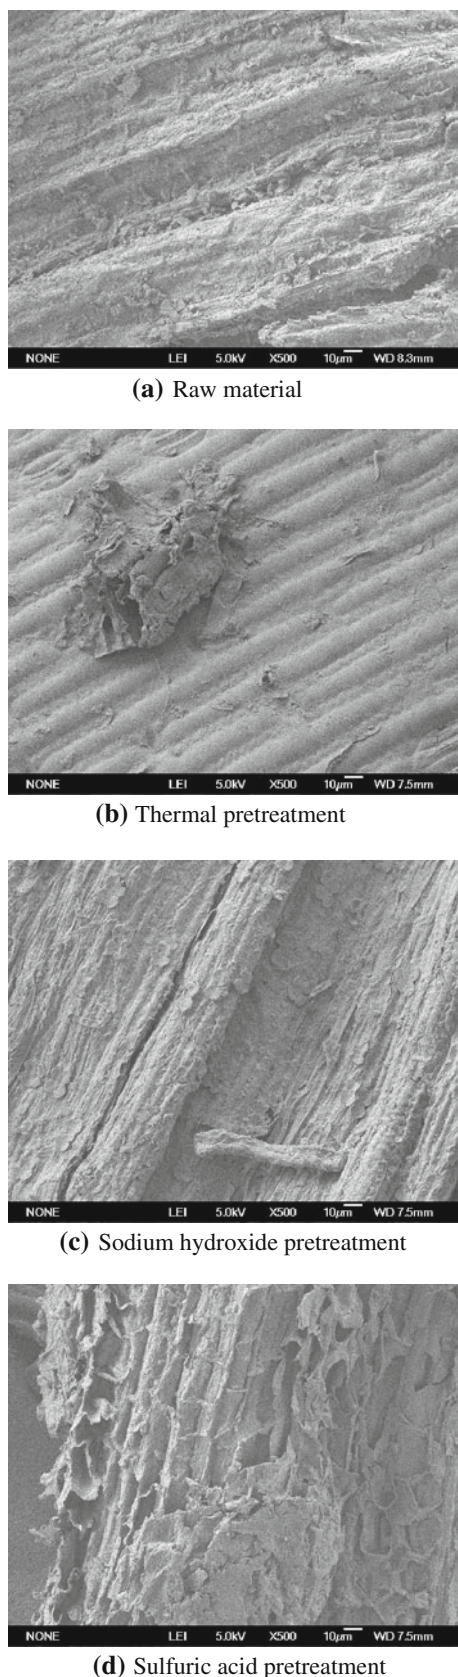 NONE LEI 5.0kV X500 10μm WD 8.3mm
(a) Raw material
NONE LEI 5.0kV X500 10μm WD 7.5mm
(b) Thermal pretreatment
NONE LEI 5.0kV X500 10μm WD 7.5mm
(c) Sodium hydroxide pretreatment
NONE LEI 5.0kV X500 10μm WD 7.5mm
(d) Sulfuric acid pretreatment